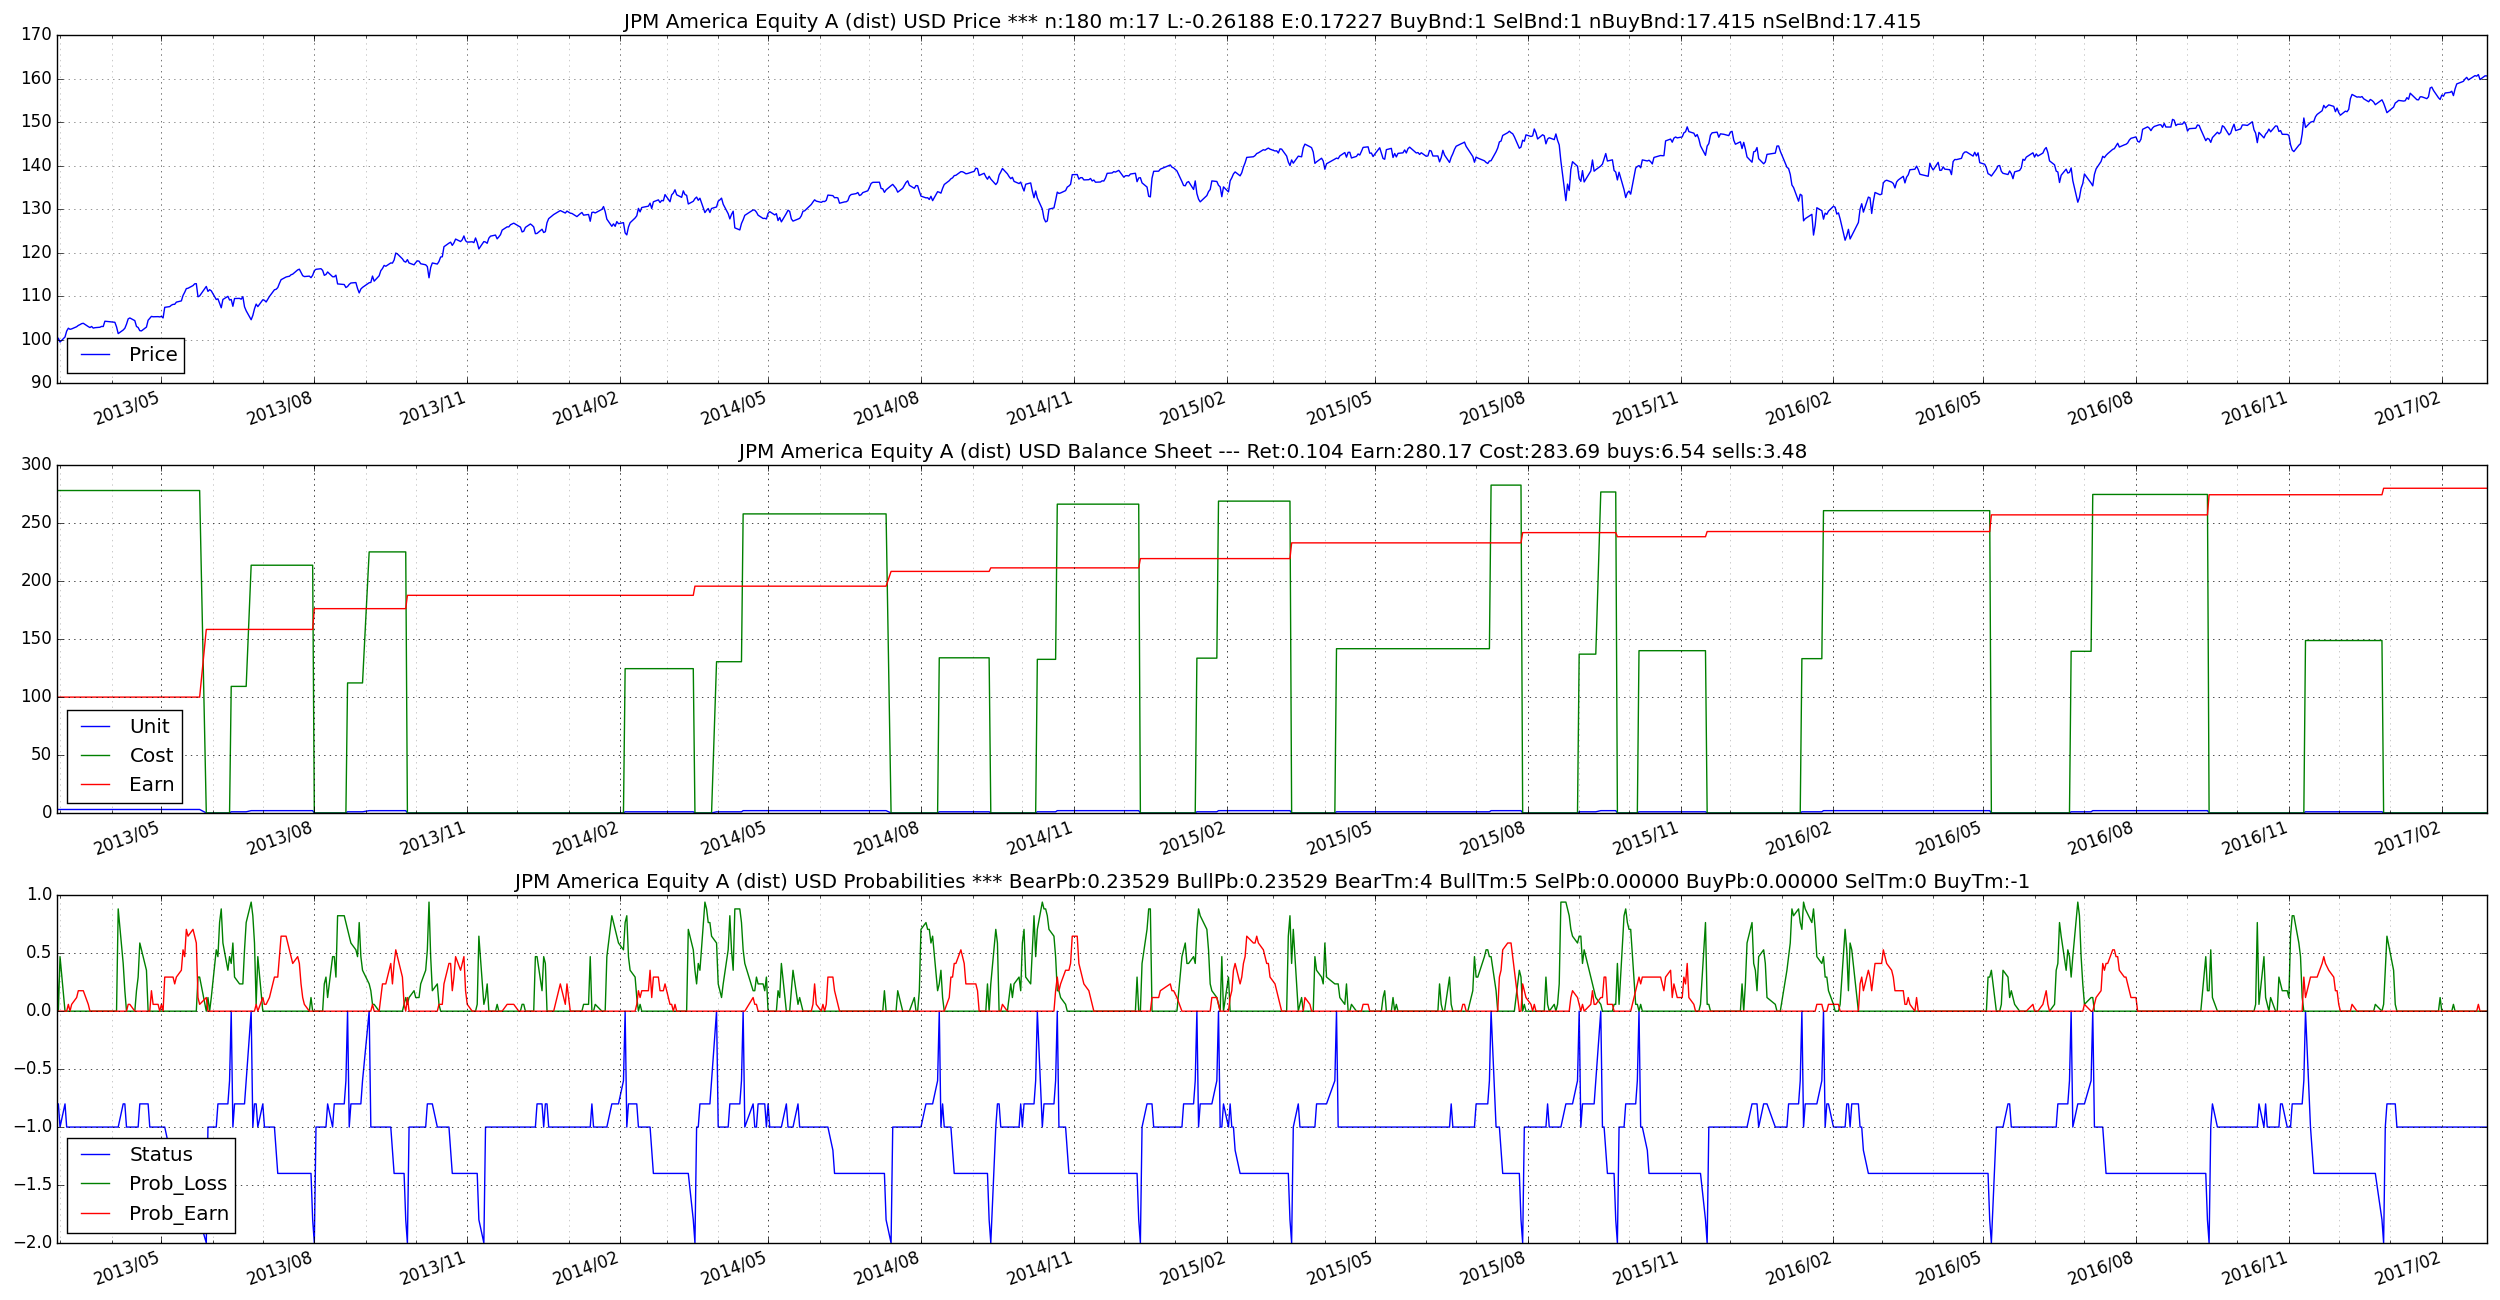 JPM America Equity A (dist) USD Price *** n:180 m:17 L:-0.26188 E:0.17227 BuyBnd:1 SelBnd:1 nBuyBnd:17.415 nSelBnd:17.415
170
160
150
140
130
120
110
100
90
Price
2013/05 2013/08 2013/11 2014/02 2014/05 2014/08 2014/11 2015/02 2015/05 2015/08 2015/11 2016/02 2016/05 2016/08 2016/11 2017/02
JPM America Equity A (dist) USD Balance Sheet --- Ret:0.104 Earn:280.17 Cost:283.69 buys:6.54 sells:3.48
300
250
200
150
100
50
0
Unit
Cost
Earn
2013/05 2013/08 2013/11 2014/02 2014/05 2014/08 2014/11 2015/02 2015/05 2015/08 2015/11 2016/02 2016/05 2016/08 2016/11 2017/02
JPM America Equity A (dist) USD Probabilities *** BearPb:0.23529 BullPb:0.23529 BearTm:4 BullTm:5 SelPb:0.00000 BuyPb:0.00000 SelTm:0 BuyTm:-1
1.0
0.5
0.0
−0.5
−1.0
−1.5
−2.0
Status
Prob_Loss
Prob_Earn
2013/05 2013/08 2013/11 2014/02 2014/05 2014/08 2014/11 2015/02 2015/05 2015/08 2015/11 2016/02 2016/05 2016/08 2016/11 2017/02